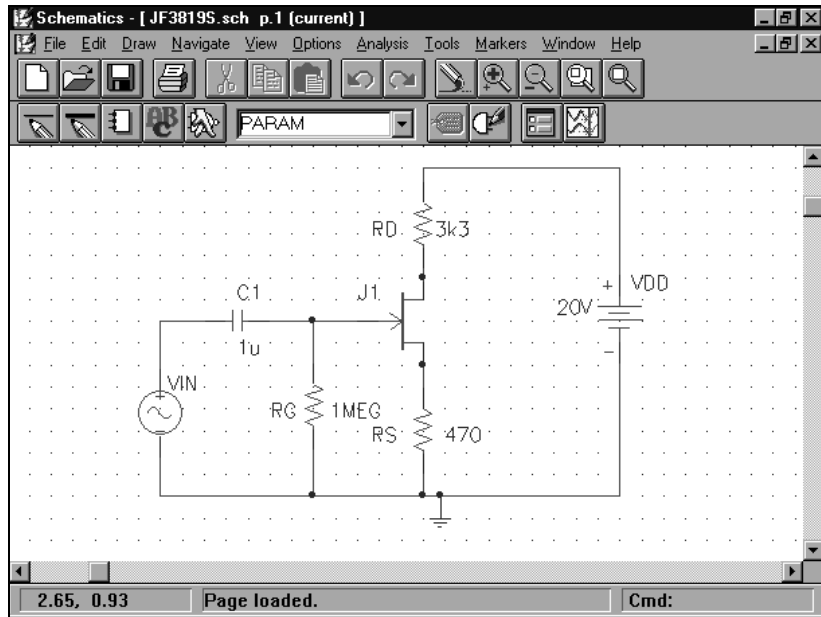 Schematics - [ JF3819S.sch p.1 (current) ]
File Edit Draw Navigate View Options Analysis Tools Markers Window Help
ABC
PARAM
RD 3k3
C1 J1 + VDD
20V
1u
-
VIN
+
RG 1MEG
RS 470
2.65, 0.93 Page loaded. Cmd: